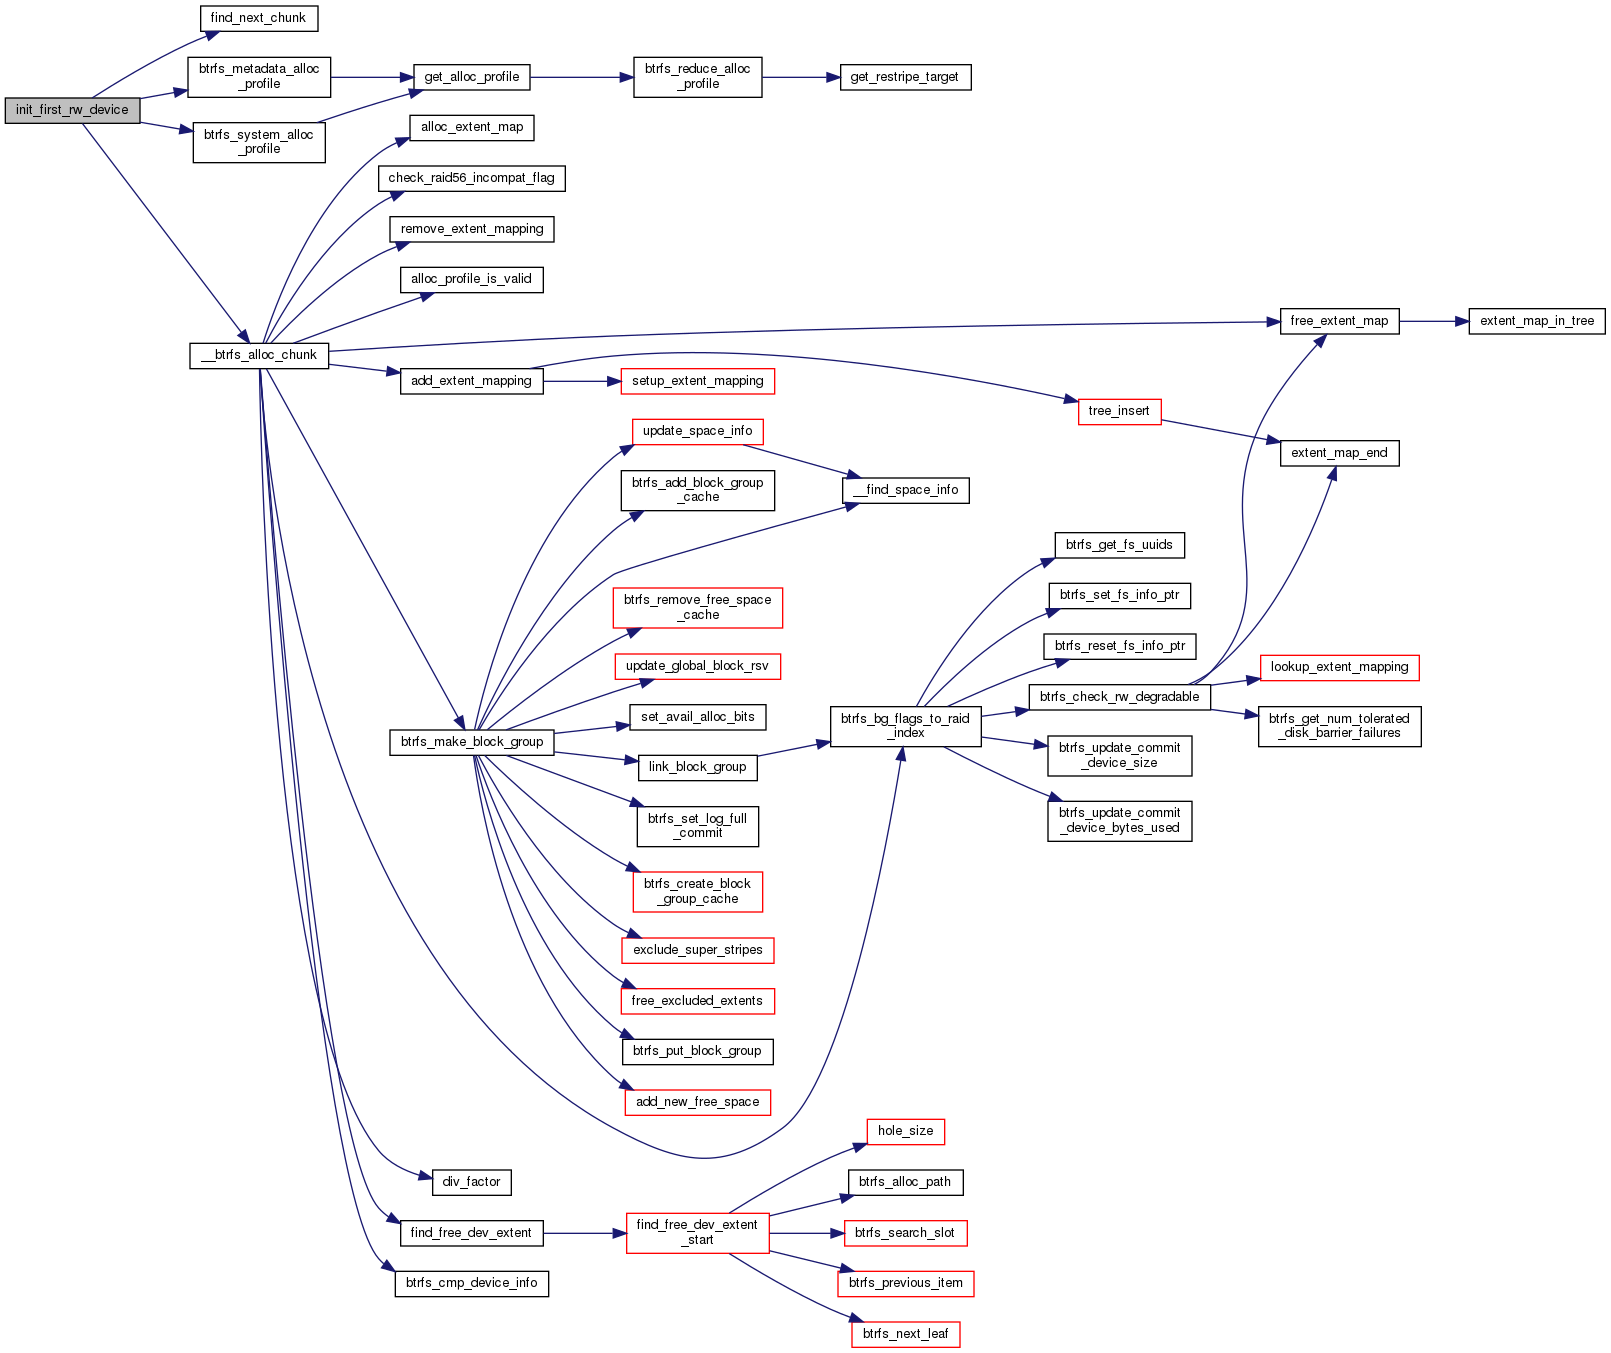 find_next_chunk
btrfs_metadata_alloc
_profile
get_alloc_profile
btrfs_reduce_alloc
_profile
get_restripe_target
init_first_rw_device
btrfs_system_alloc
_profile
alloc_extent_map
check_raid56_incompat_flag
remove_extent_mapping
alloc_profile_is_valid
free_extent_map
extent_map_in_tree
__btrfs_alloc_chunk
add_extent_mapping
setup_extent_mapping
tree_insert
update_space_info
extent_map_end
btrfs_add_block_group
_cache
__find_space_info
btrfs_get_fs_uuids
btrfs_remove_free_space
_cache
btrfs_set_fs_info_ptr
btrfs_reset_fs_info_ptr
update_global_block_rsv
lookup_extent_mapping
btrfs_check_rw_degradable
set_avail_alloc_bits
btrfs_bg_flags_to_raid
_index
btrfs_get_num_tolerated
_disk_barrier_failures
btrfs_make_block_group
btrfs_update_commit
_device_size
link_block_group
btrfs_set_log_full
_commit
btrfs_update_commit
_device_bytes_used
btrfs_create_block
_group_cache
exclude_super_stripes
free_excluded_extents
btrfs_put_block_group
add_new_free_space
hole_size
div_factor
btrfs_alloc_path
find_free_dev_extent
find_free_dev_extent
_start
btrfs_search_slot
btrfs_cmp_device_info
btrfs_previous_item
btrfs_next_leaf